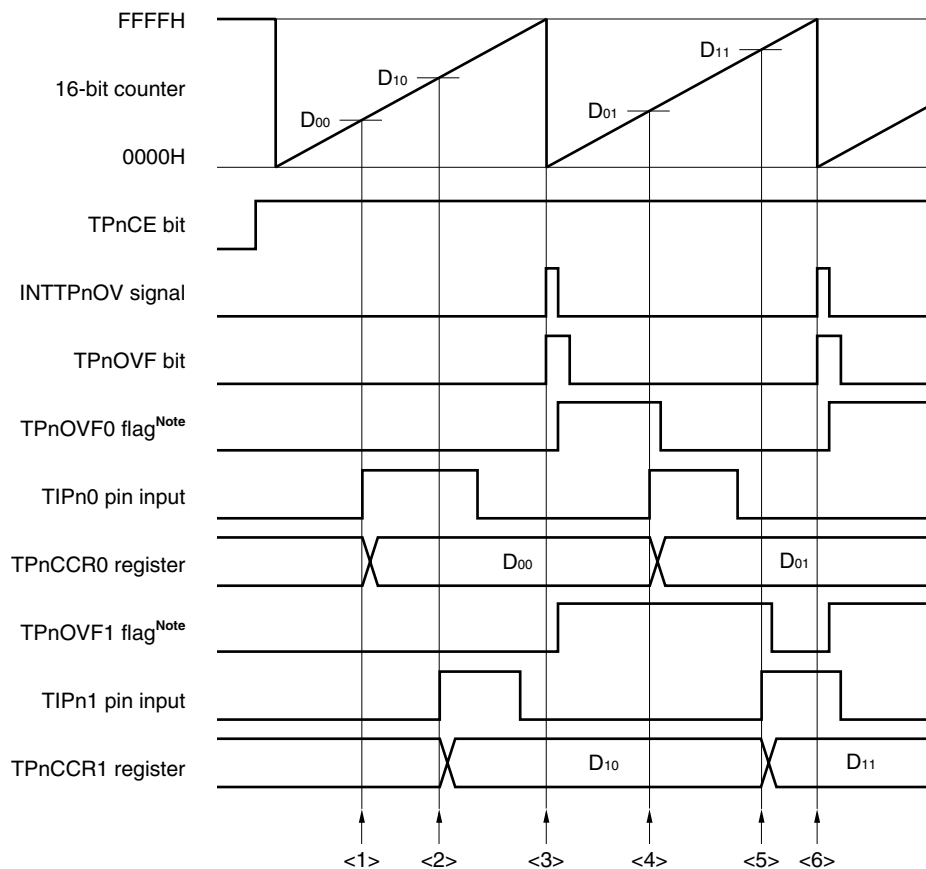 FFFFH
D11
D10
16-bit counter
D01
D00
0000H
TPnCE bit
INTTPnOV signal
TPnOVF bit
TPnOVF0 flagNote
TIPn0 pin input
TPnCCR0 register
D00
D01
TPnOVF1 flagNote
TIPn1 pin input
TPnCCR1 register
D10
D11
<1> <2> <3> <4> <5> <6>